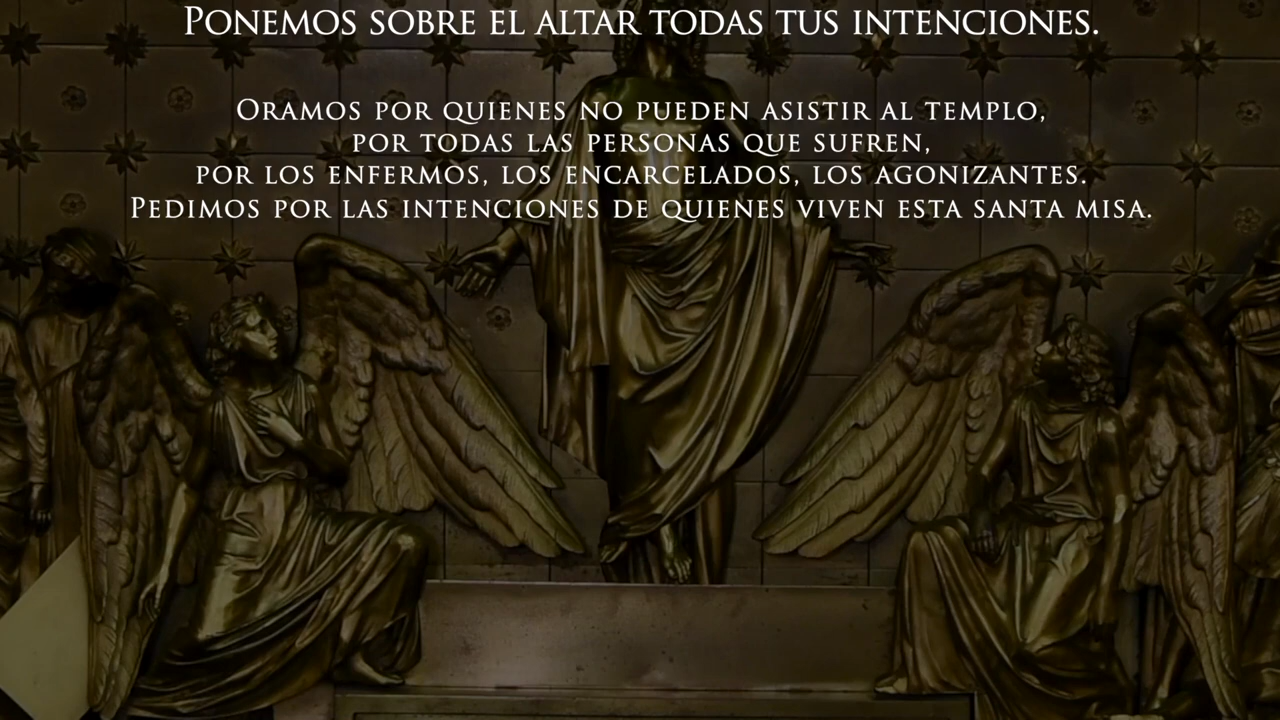 Ponemos sobre el altar todas tus intenciones.
Oramos por quienes no pueden asistir al templo,
por todas las personas que sufren,
por los enfermos, los encarcelados, los agonizantes.
Pedimos por las intenciones de quienes viven esta santa misa.